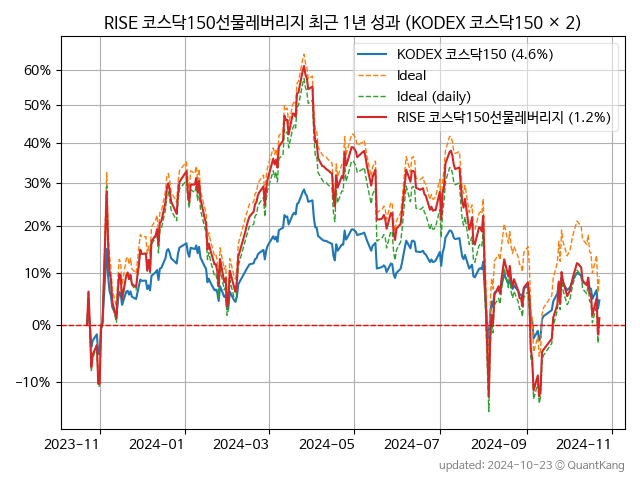 RISE 코스닥150선물레버리지 최근 1년 성과 (KODEX 코스닥150 × 2)
KODEX 코스닥150 (4.6%)
Ideal
Ideal (daily)
RISE 코스닥150선물레버리지 (1.2%)
60%
50%
40%
30%
20%
10%
0%
−10%
2023-11 2024-01 2024-03 2024-05 2024-07 2024-09 2024-11
updated: 2024-10-23 © QuantKang